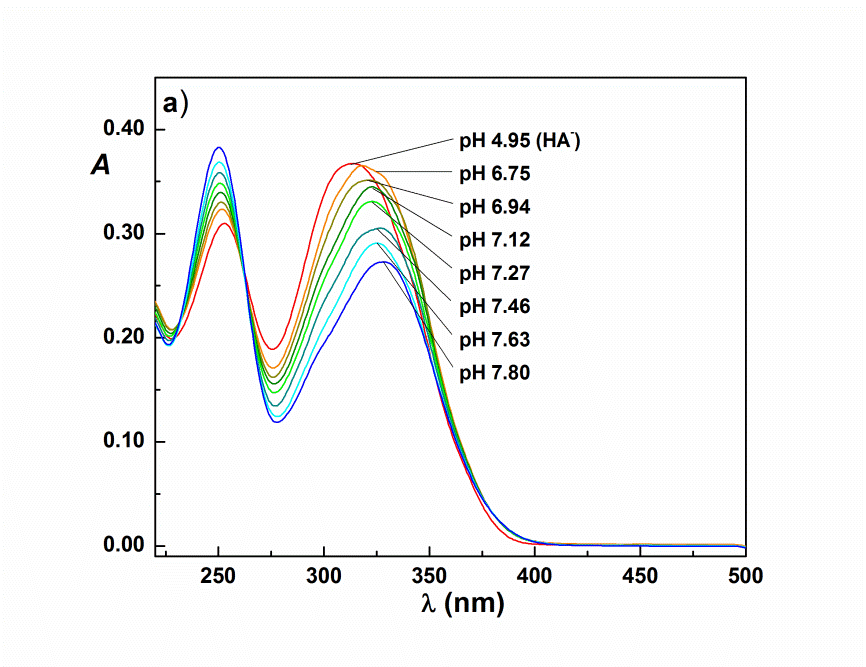 a)
0.40
A
0.30
0.20
0.10
0.00
pH 4.95 (HA-)
pH 6.75
pH 6.94
pH 7.12
pH 7.27
pH 7.46
pH 7.63
pH 7.80
250 300 350 400 450 500
λ (nm)